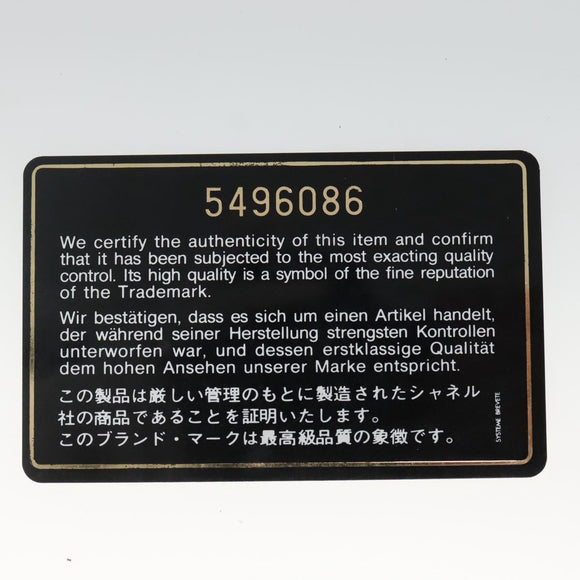 5496086
We certify the authenticity of this item and confirm
that it has been subjected to the most exacting quality
control. Its high quality is a symbol of the fine reputation
of the Trademark.
Wir bestätigen, dass es sich um einen Artikel handelt,
der während seiner Herstellung strengsten Kontrollen
unterworfen war, und dessen erstklassige Qualität
dem hohen Ansehen unserer Marke entspricht.
この製品は厳しい管理のもとに製造されたシャネル
社の商品であることを証明いたします。
このブランド・マークは最高級品質の象徴です。
SYSTEME BREVETE